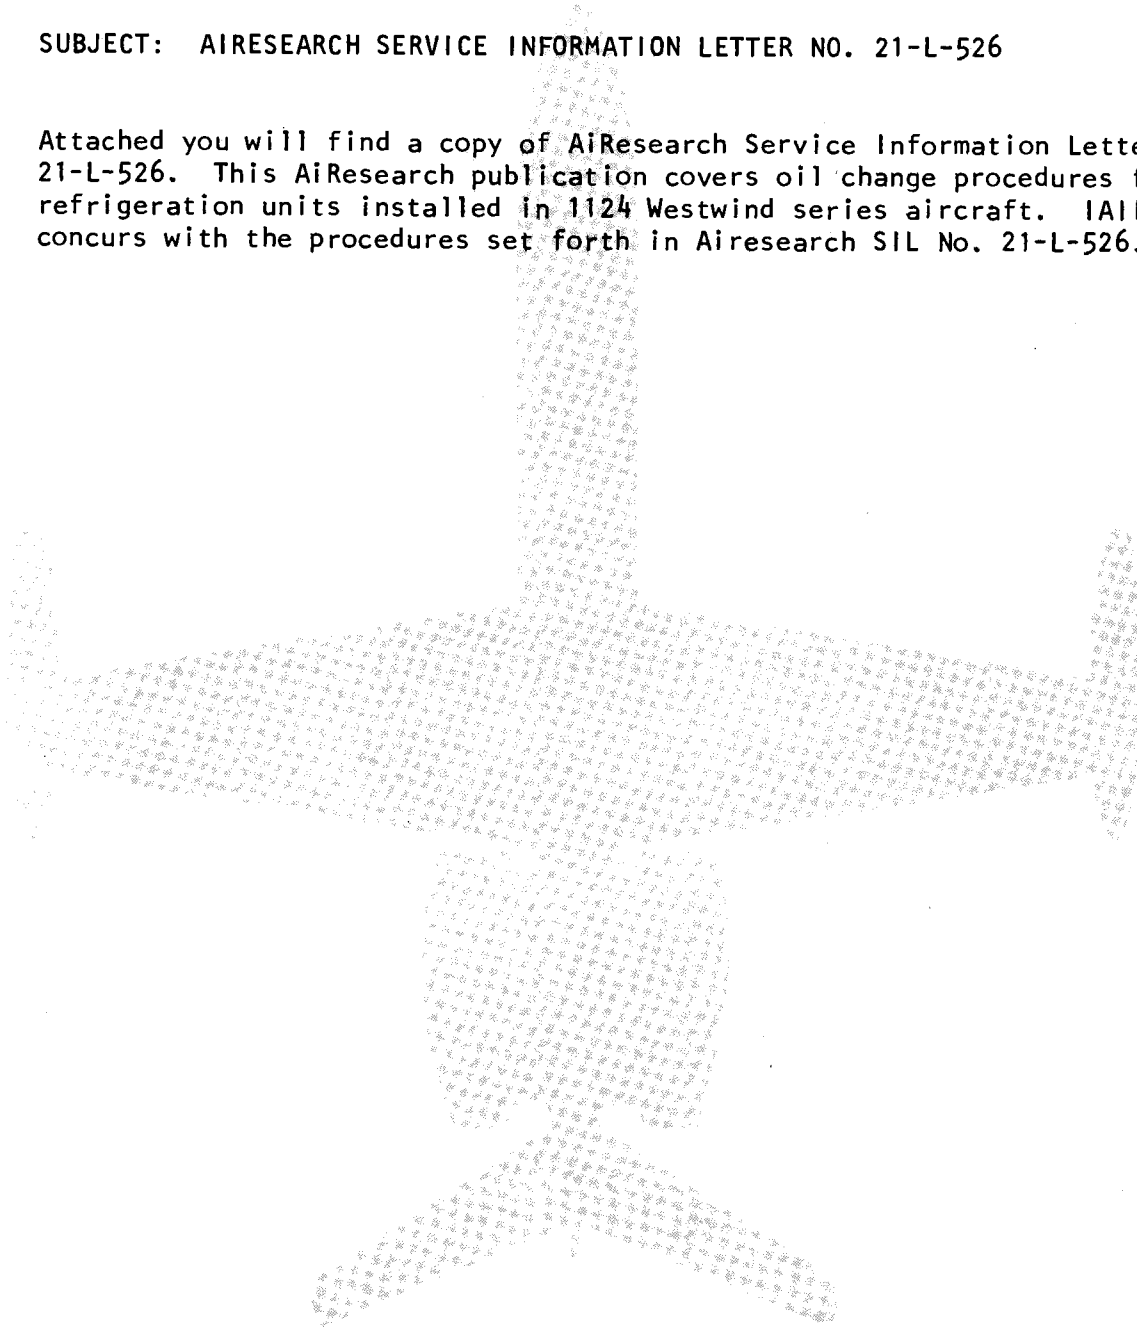 SUBJECT: AIRESEARCH SERVICE INFORMATION LETTER NO. 21-L-526
Attached you will find a copy of AiResearch Service Information Lette
21-L-526. This AiResearch publication covers oil change procedures f
refrigeration units installed in 1124 Westwind series aircraft. IAI
concurs with the procedures set forth in Airesearch SIL No. 21-L-526.